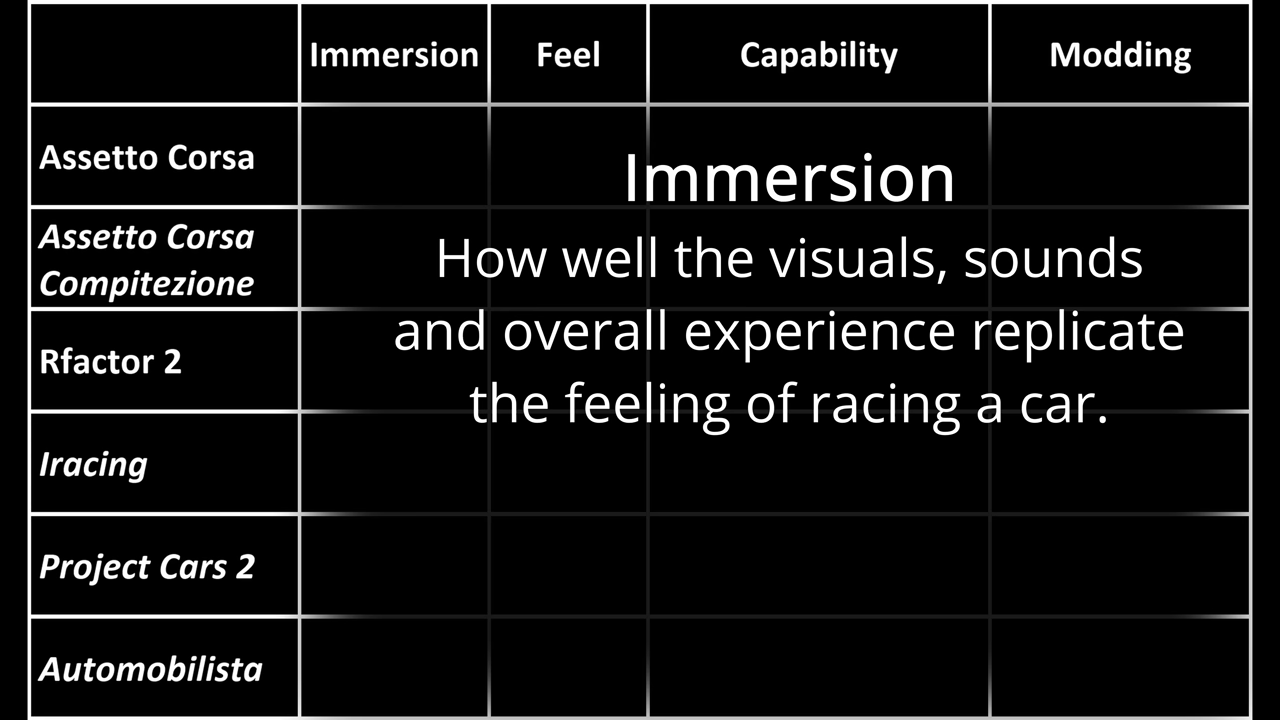 Immersion Feel Capability Modding
Assetto Corsa
Assetto Corsa
Compitezione
Rfactor 2
Iracing
Project Cars 2
Automobilista
Immersion
How well the visuals, sounds
and overall experience replicate
the feeling of racing a car.